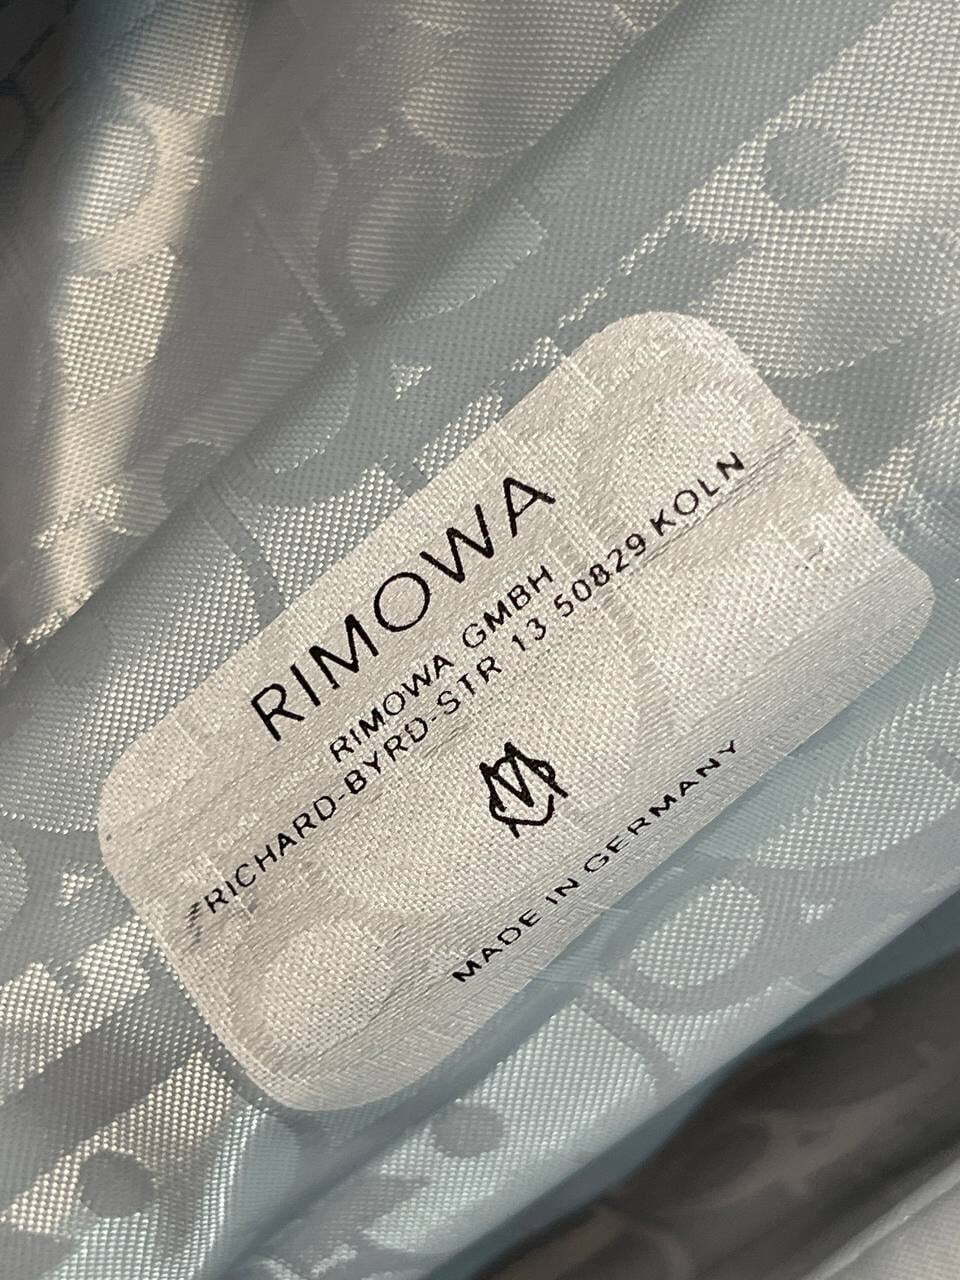 RIMOWA
RIMOWA GMBH
RICHARD-BYRD-STR 13 50829 KOLN
MADE IN GERMANY